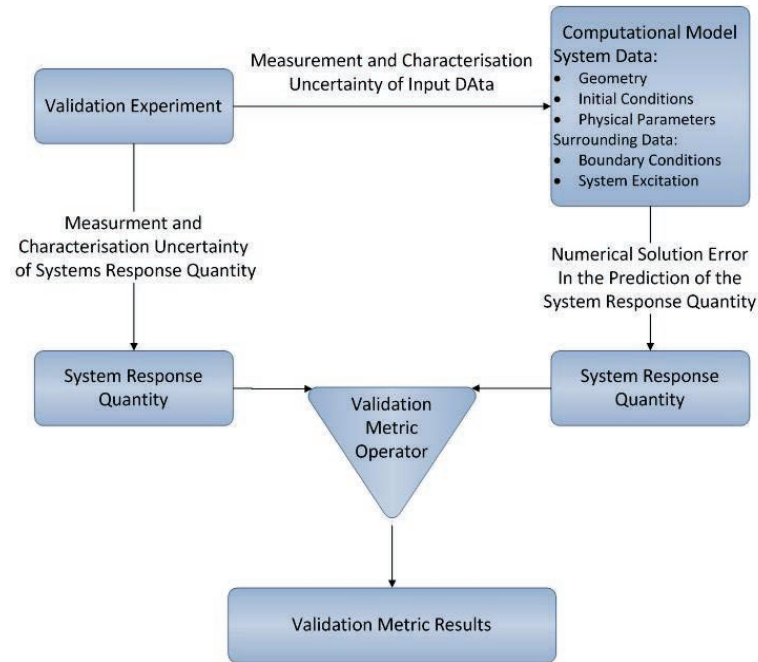 Computational Model
System Data:
• Geometry
• Initial Conditions
• Physical Parameters
Surrounding Data:
• Boundary Conditions
• System Excitation
Measurement and Characterisation
Uncertainty of Input DAta
Validation Experiment
Measurment and
Characterisation Uncertainty
of Systems Response Quantity
Numerical Solution Error
In the Prediction of the
System Response Quantity
System Response
Quantity
System Response
Quantity
Validation
Metric
Operator
Validation Metric Results